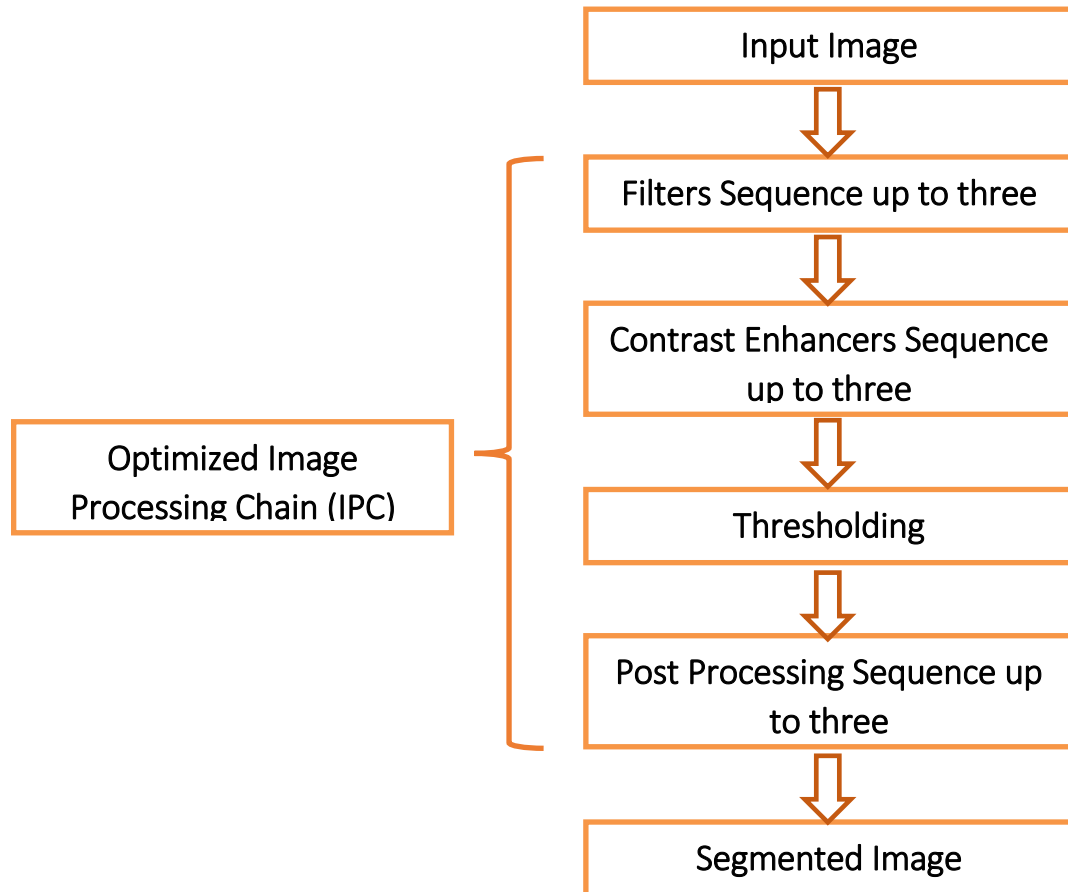 Input Image
Filters Sequence up to three
Contrast Enhancers Sequence
up to three
Optimized Image
Processing Chain (IPC)
Thresholding
Post Processing Sequence up
to three
Segmented Image